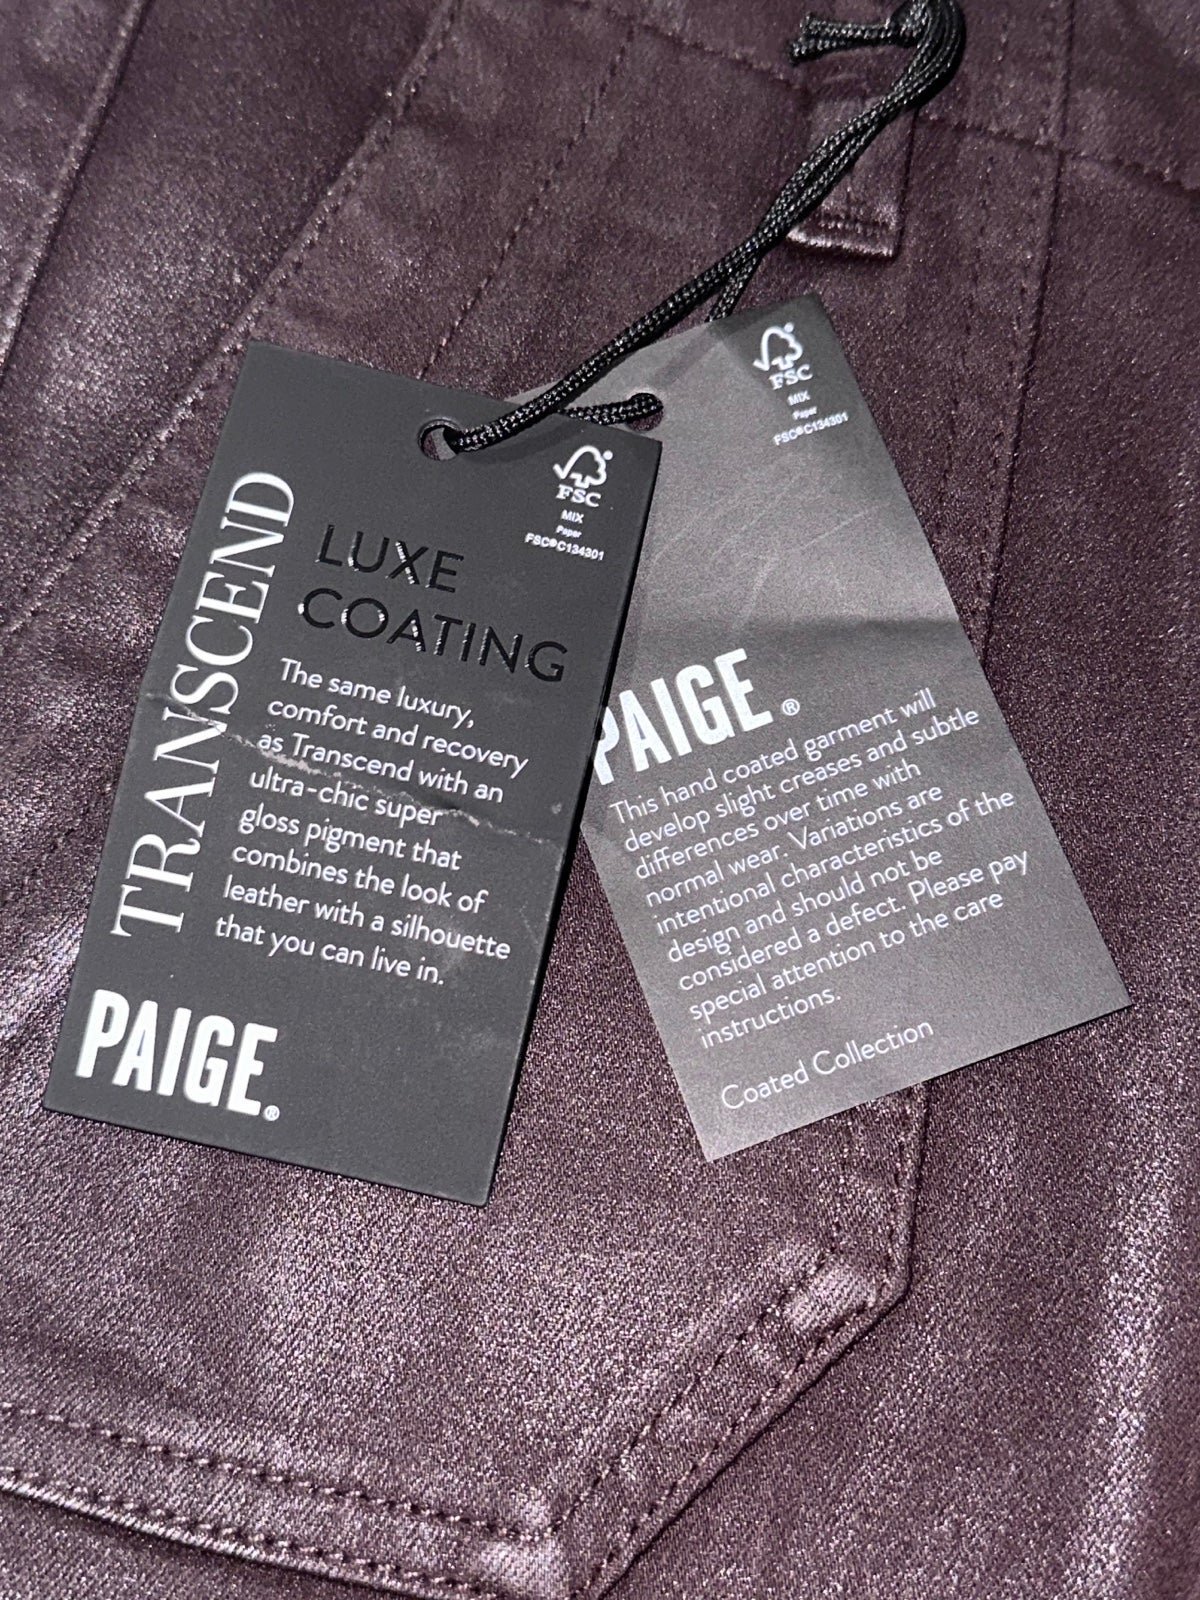 TRANSCEND
LUXE
COATING
FSC
MIX
Paper
FSC®C134301
The same luxury,
comfort and recovery
as Transcend with an
ultra-chic super
gloss pigment that
combines the look of
leather with a silhouette
that you can live in.
PAIGE®
FSC
MIX
Paper
FSC®C134301
PAIGE®
This hand coated garment will
develop slight creases and subtle
differences over time with
normal wear. Variations are
intentional characteristics of the
design and should not be
considered a defect. Please pay
special attention to the care
instructions.
Coated Collection